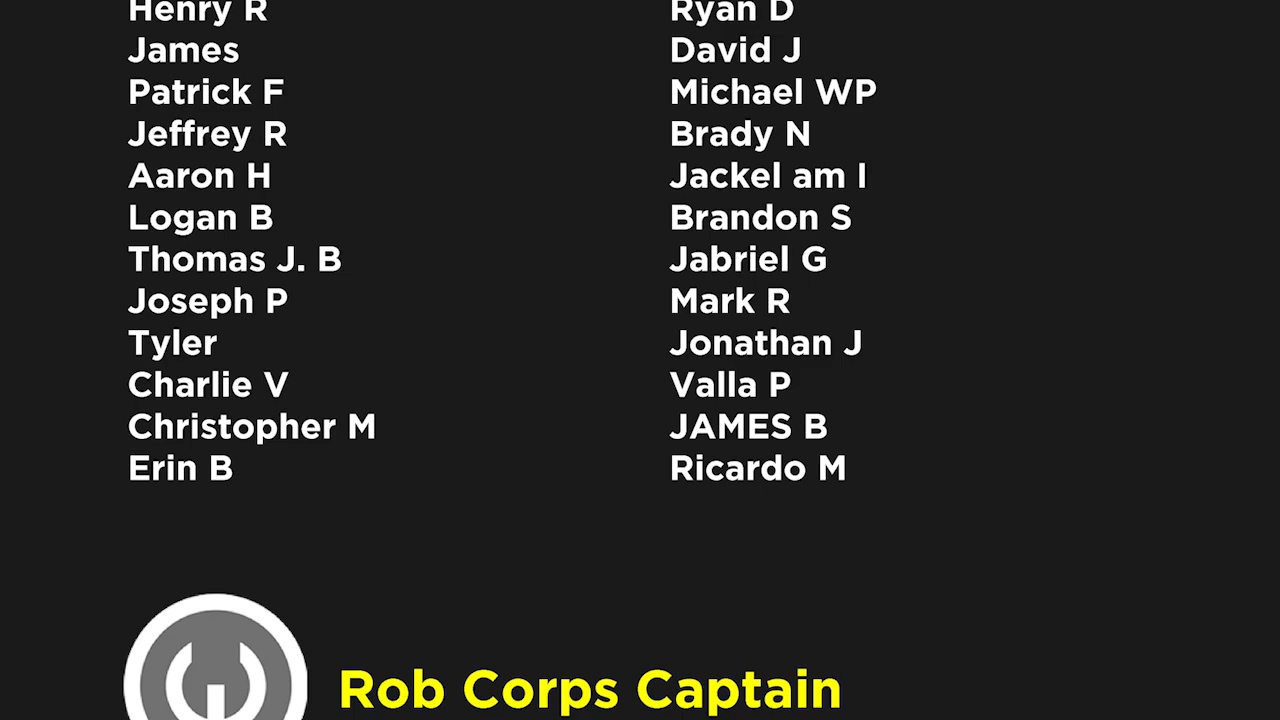 Henry R
James
Patrick F
Jeffrey R
Aaron H
Logan B
Thomas J. B
Joseph P
Tyler
Charlie V
Christopher M
Erin B
Ryan D
David J
Michael WP
Brady N
Jackel am I
Brandon S
Jabriel G
Mark R
Jonathan J
Valla P
JAMES B
Ricardo M
Rob Corps Captain